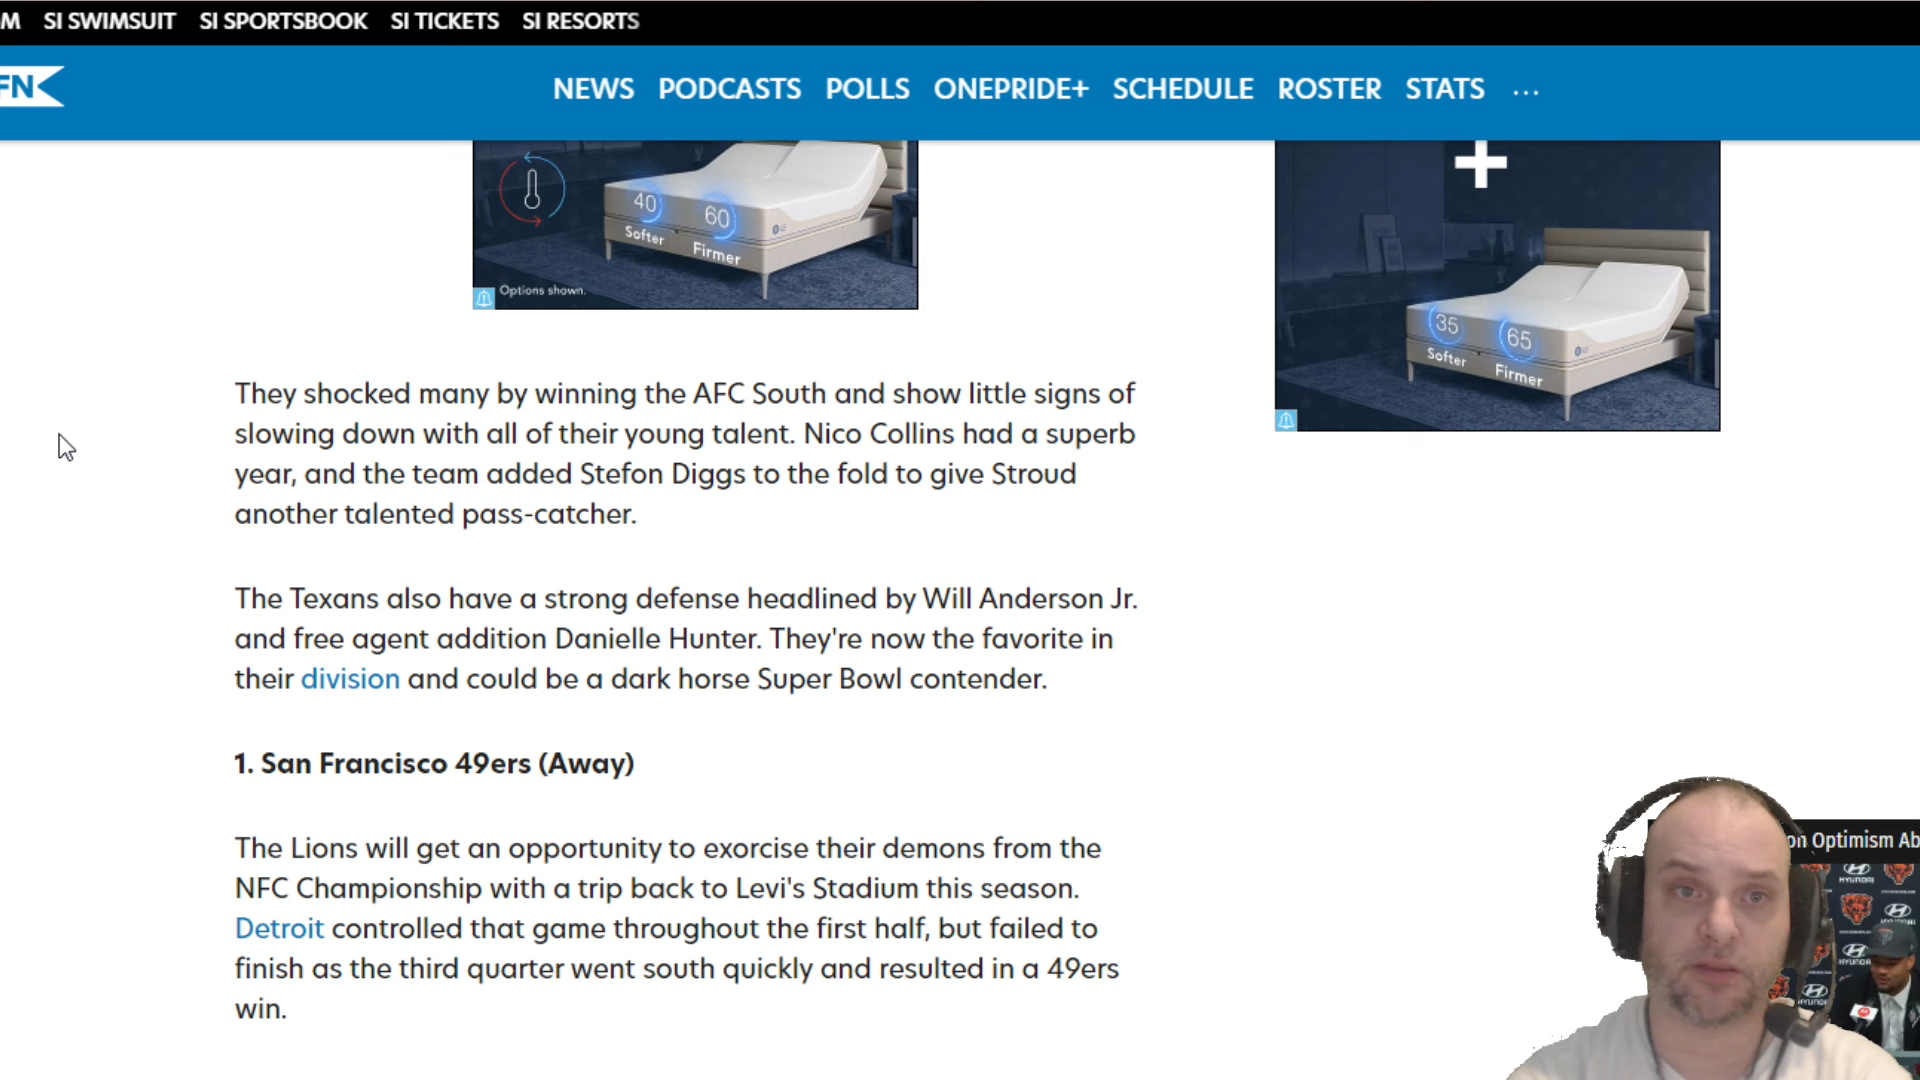 M SI SWIMSUIT SI SPORTSBOOK SI TICKETS SI RESORTS
FN NEWS PODCASTS POLLS ONEPRIDE+ SCHEDULE ROSTER STATS ...
40 60
Softer Firmer
Options shown.
+
35 65
Softer Firmer
They shocked many by winning the AFC South and show little signs of
slowing down with all of their young talent. Nico Collins had a superb
year, and the team added Stefon Diggs to the fold to give Stroud
another talented pass-catcher.
The Texans also have a strong defense headlined by Will Anderson Jr.
and free agent addition Danielle Hunter. They're now the favorite in
their division and could be a dark horse Super Bowl contender.
1. San Francisco 49ers (Away)
The Lions will get an opportunity to exorcise their demons from the
NFC Championship with a trip back to Levi's Stadium this season.
Detroit controlled that game throughout the first half, but failed to
finish as the third quarter went south quickly and resulted in a 49ers
win.
on Optimism Ab
HYUNDAI
HYUNDAI